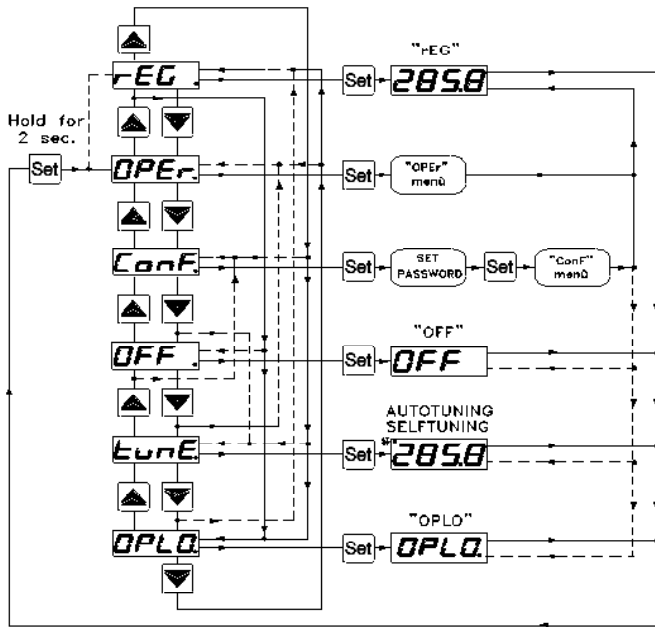 "rEG"
rEG.
Set
285.8
Hold for
2 sec.
Set
OPEr.
Set
"OPEr"
menù
ConF.
Set
SET
PASSWORD
Set
"ConF"
menù
"OFF"
OFF.
Set
OFF
AUTOTUNING
SELFTUNING
tunE.
Set
285.8
"OPLO"
OPLO.
Set
OPLO.